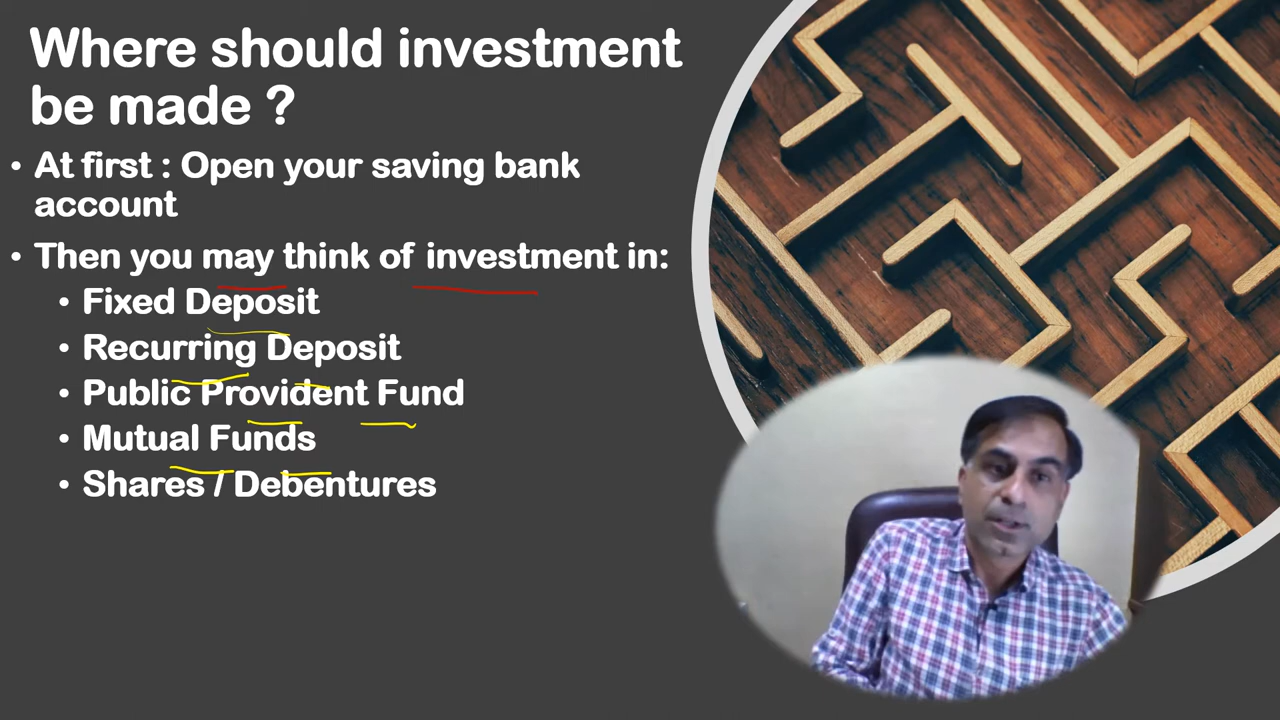 Where should investment
be made ?
• At first : Open your saving bank
account
• Then you may think of investment in:
• Fixed Deposit
• Recurring Deposit
• Public Provident Fund
• Mutual Funds
• Shares / Debentures